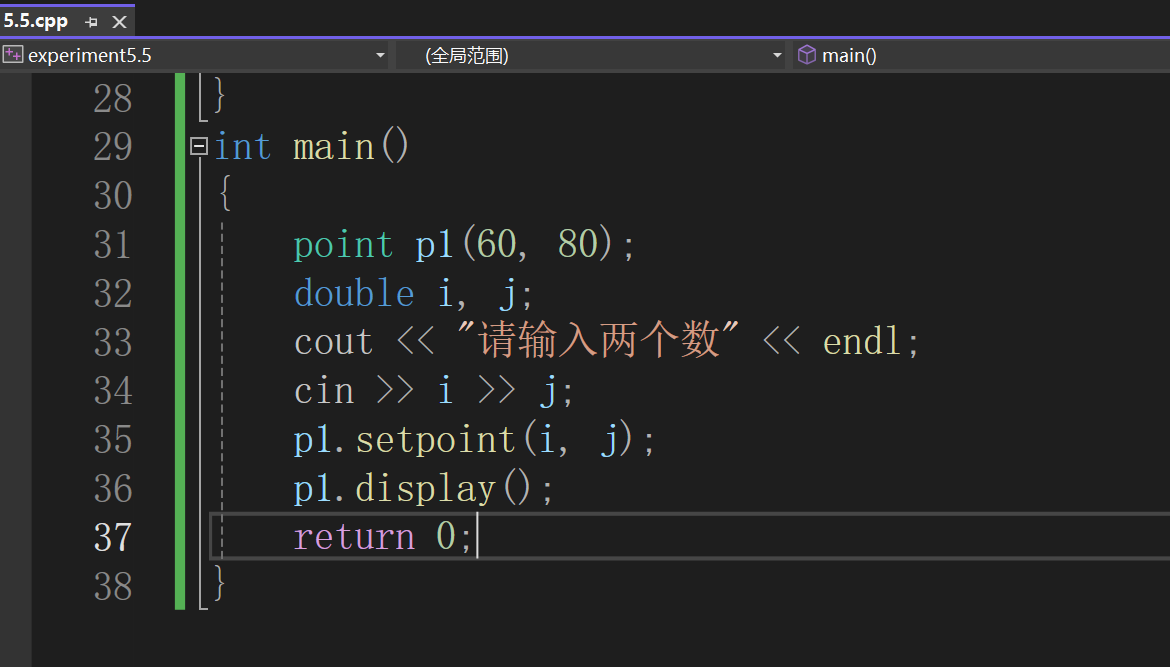 5.5.cpp
experiment5.5 (全局范围) main()
28 }
29 int main()
30 {
31 point p1(60, 80);
32 double i, j;
33 cout << "请输入两个数" << endl;
34 cin >> i >> j;
35 p1.setpoint(i, j);
36 p1.display();
37 return 0;
38 }